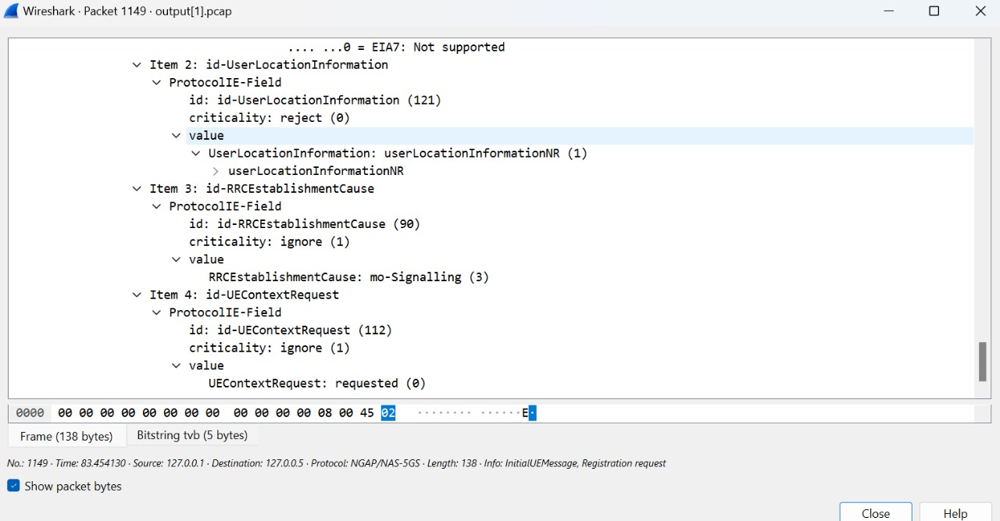 Wireshark · Packet 1149 · output[1].pcap
.... ...0 = EIA7: Not supported
Item 2: id-UserLocationInformation
ProtocolIE-Field
id: id-UserLocationInformation (121)
criticality: reject (0)
value
UserLocationInformation: userLocationInformationNR (1)
userLocationInformationNR
Item 3: id-RRCEstablishmentCause
ProtocolIE-Field
id: id-RRCEstablishmentCause (90)
criticality: ignore (1)
value
RRCEstablishmentCause: mo-Signalling (3)
Item 4: id-UEContextRequest
ProtocolIE-Field
id: id-UEContextRequest (112)
criticality: ignore (1)
value
UEContextRequest: requested (0)
0000 00 00 00 00 00 00 00 00 00 00 00 00 08 00 45 02 ········ ······E·
Frame (138 bytes) Bitstring tvb (5 bytes)
No.: 1149 · Time: 83.454130 · Source: 127.0.0.1 · Destination: 127.0.0.5 · Protocol: NGAP/NAS-5GS · Length: 138 · Info: InitialUEMessage, Registration request
Show packet bytes
Close Help